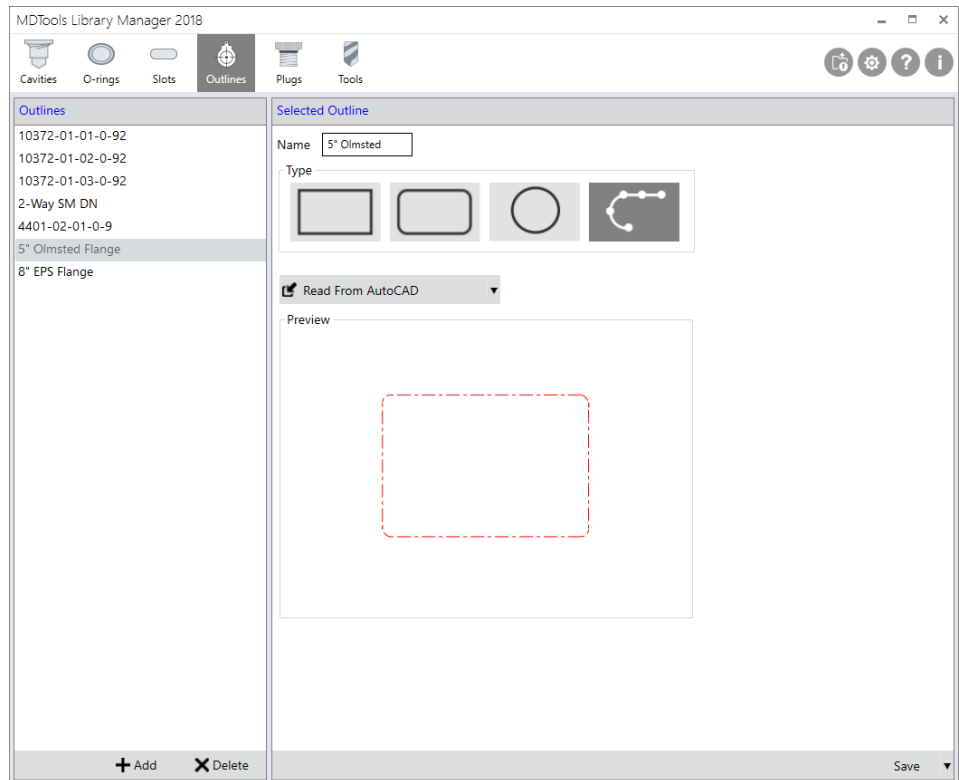 MDTools Library Manager 2018
Cavities O-rings Slots Outlines Plugs Tools
Outlines
10372-01-01-0-92
10372-01-02-0-92
10372-01-03-0-92
2-Way SM DN
4401-02-01-0-9
5" Olmsted Flange
8" EPS Flange
Add Delete
Selected Outline
Name 5" Olmsted
Type
Read From AutoCAD
Preview
Save